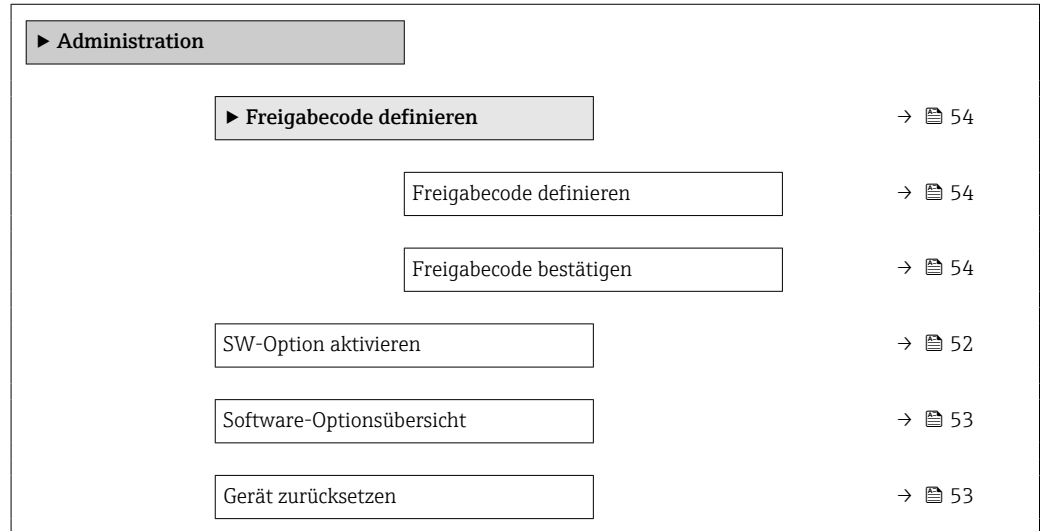 ▶ Administration
▶ Freigabecode definieren → 54
Freigabecode definieren → 54
Freigabecode bestätigen → 54
SW-Option aktivieren → 52
Software-Optionsübersicht → 53
Gerät zurücksetzen → 53